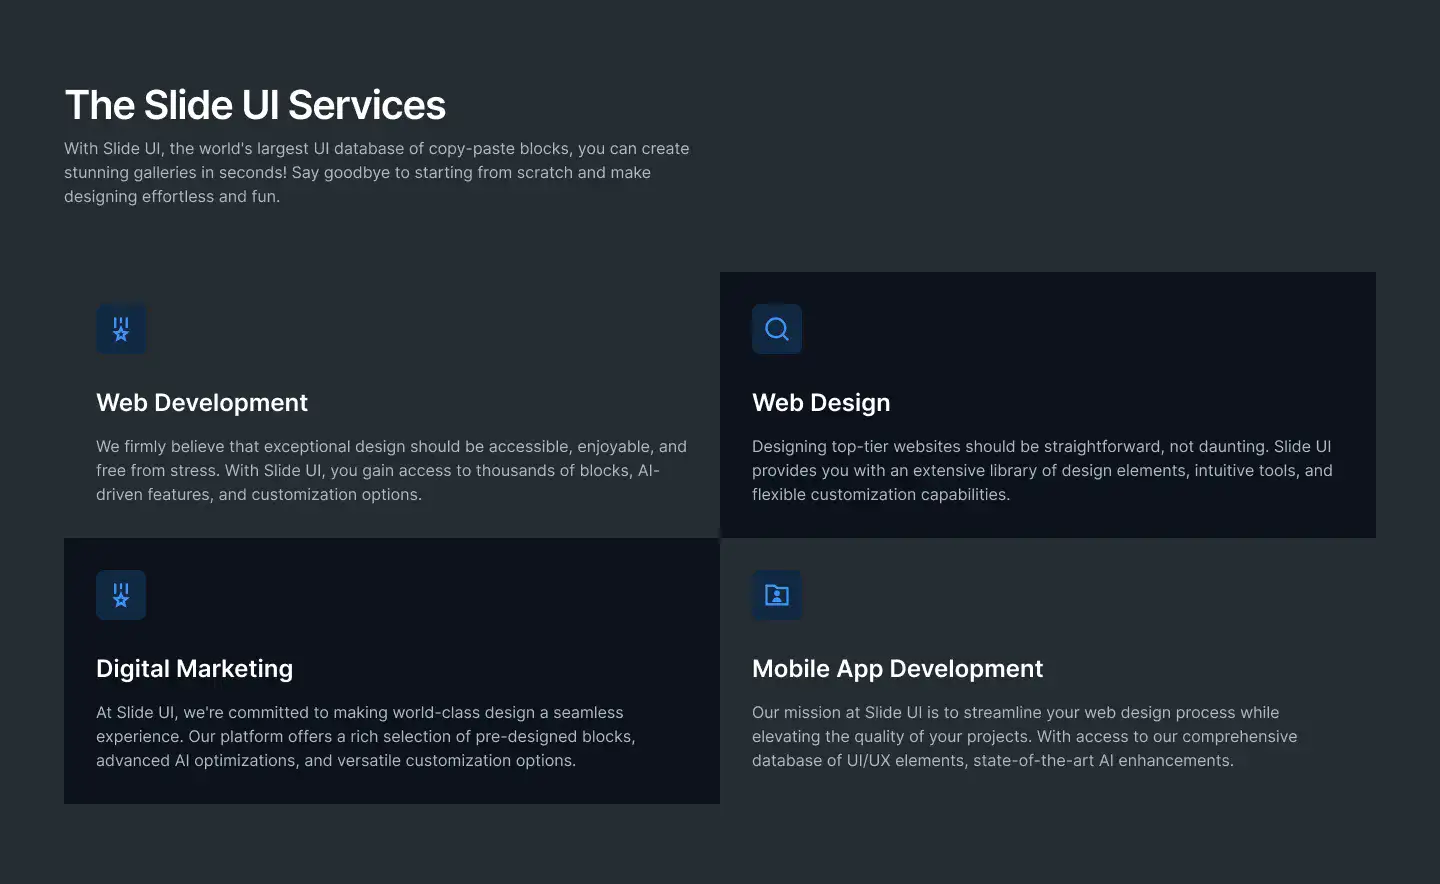 The Slide UI Services
With Slide UI, the world's largest UI database of copy-paste blocks, you can create
stunning galleries in seconds! Say goodbye to starting from scratch and make
designing effortless and fun.
Web Development
We firmly believe that exceptional design should be accessible, enjoyable, and
free from stress. With Slide UI, you gain access to thousands of blocks, AI-
driven features, and customization options.
Web Design
Designing top-tier websites should be straightforward, not daunting. Slide UI
provides you with an extensive library of design elements, intuitive tools, and
flexible customization capabilities.
Digital Marketing
At Slide UI, we're committed to making world-class design a seamless
experience. Our platform offers a rich selection of pre-designed blocks,
advanced AI optimizations, and versatile customization options.
Mobile App Development
Our mission at Slide UI is to streamline your web design process while
elevating the quality of your projects. With access to our comprehensive
database of UI/UX elements, state-of-the-art AI enhancements.